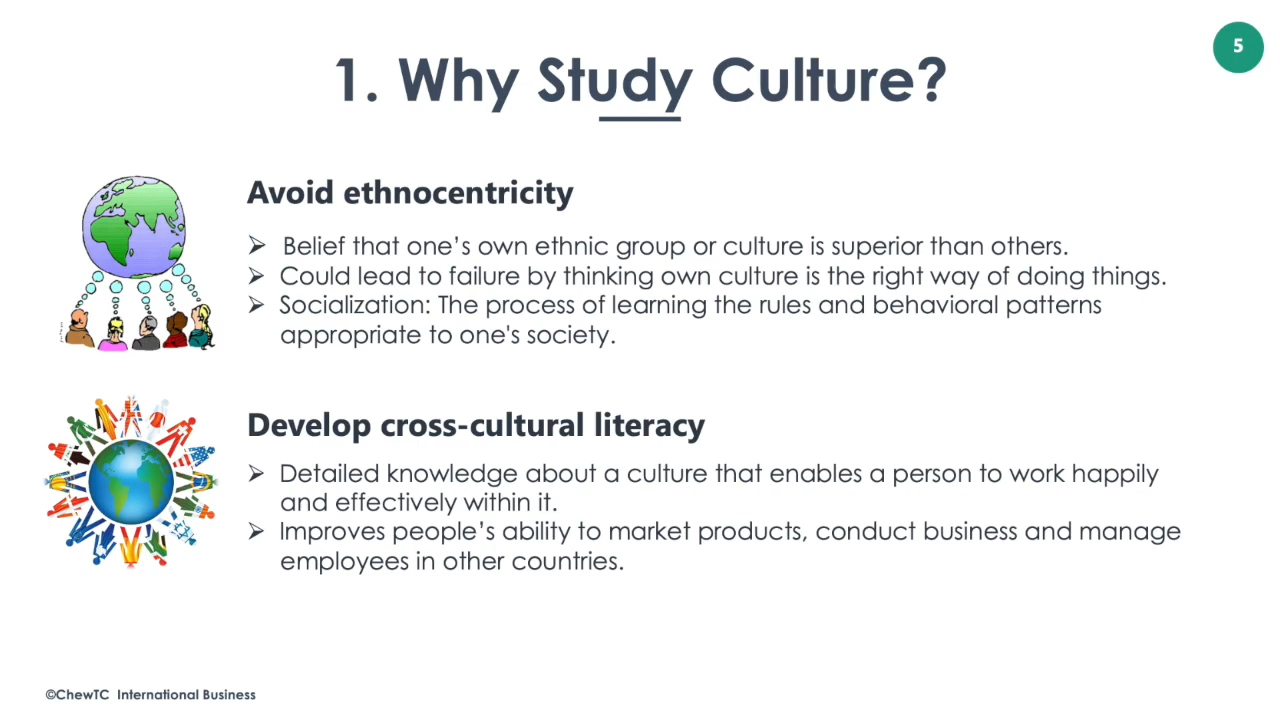 5
1. Why Study Culture?
Avoid ethnocentricity
➢ Belief that one’s own ethnic group or culture is superior than others.
➢ Could lead to failure by thinking own culture is the right way of doing things.
➢ Socialization: The process of learning the rules and behavioral patterns
appropriate to one's society.
Develop cross-cultural literacy
➢ Detailed knowledge about a culture that enables a person to work happily
and effectively within it.
➢ Improves people’s ability to market products, conduct business and manage
employees in other countries.
©ChewTC International Business